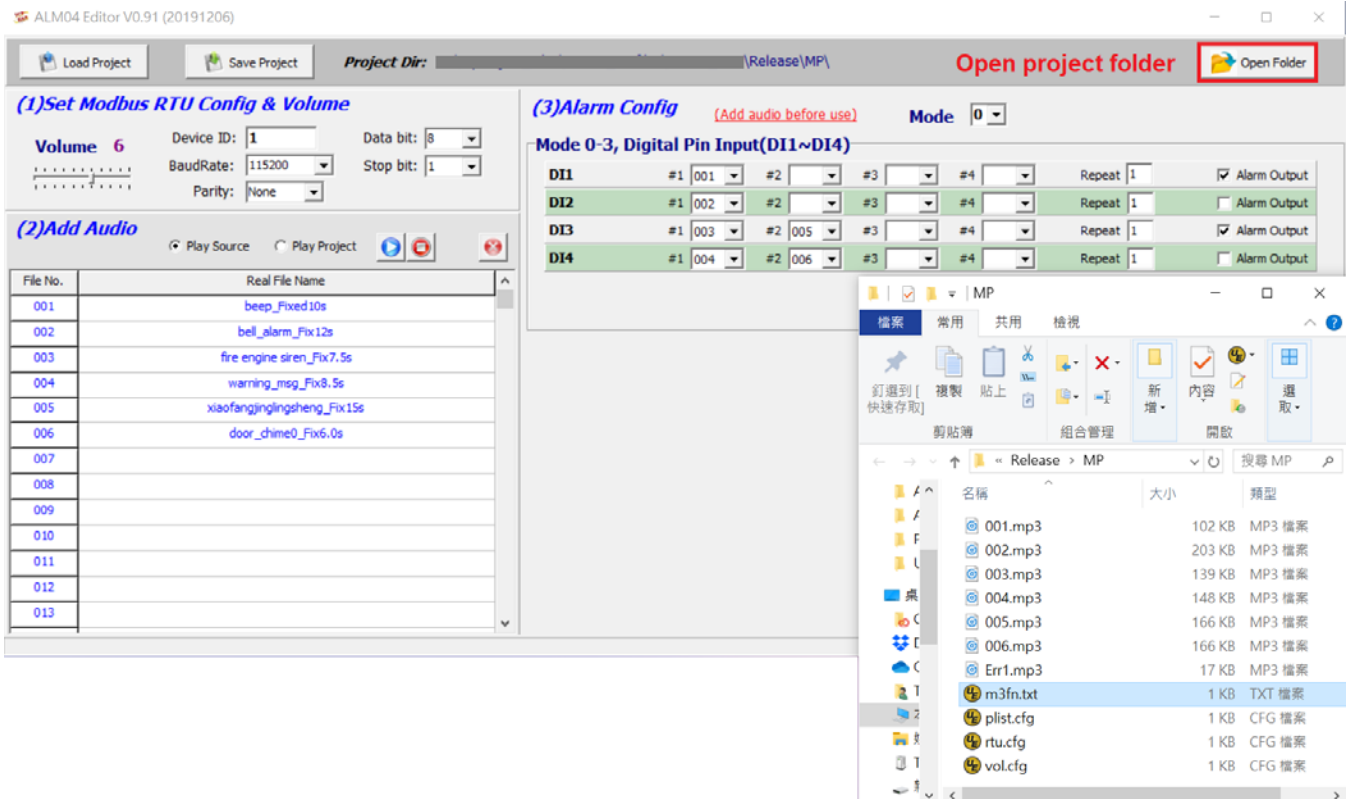 ALM04 Editor V0.91 (20191206)
Load Project
Save Project
Project Dir:
\Release\MP\
Open project folder
Open Folder
(1)Set Modbus RTU Config & Volume
Volume 6
Device ID: 1
Data bit: 8
BaudRate: 115200
Stop bit: 1
Parity: None
(2)Add Audio
Play Source
Play Project
File No. Real File Name
001 beep_Fixed10s
002 bell_alarm_Fix12s
003 fire engine siren_Fix7.5s
004 warning_msg_Fix8.5s
005 xiaofangjinglingsheng_Fix15s
006 door_chime0_Fix6.0s
007
008
009
010
011
012
013
(3)Alarm Config
(Add audio before use)
Mode 0
Mode 0-3, Digital Pin Input(DI1~DI4)
DI1 #1 001 #2 #3 #4 Repeat 1 Alarm Output
DI2 #1 002 #2 #3 #4 Repeat 1 Alarm Output
DI3 #1 003 #2 005 #3 #4 Repeat 1 Alarm Output
DI4 #1 004 #2 006 #3 #4 Repeat 1 Alarm Output
MP
檔案 常用 共用 檢視
釘選到 [
快速存取]
複製
貼上
新
增
內容
選
取
剪貼簿 組合管理 開啟
« Release > MP
搜尋 MP
名稱 大小 類型
001.mp3 102 KB MP3 檔案
002.mp3 203 KB MP3 檔案
003.mp3 139 KB MP3 檔案
004.mp3 148 KB MP3 檔案
005.mp3 166 KB MP3 檔案
006.mp3 166 KB MP3 檔案
Err1.mp3 17 KB MP3 檔案
m3fn.txt 1 KB TXT 檔案
plist.cfg 1 KB CFG 檔案
rtu.cfg 1 KB CFG 檔案
vol.cfg 1 KB CFG 檔案